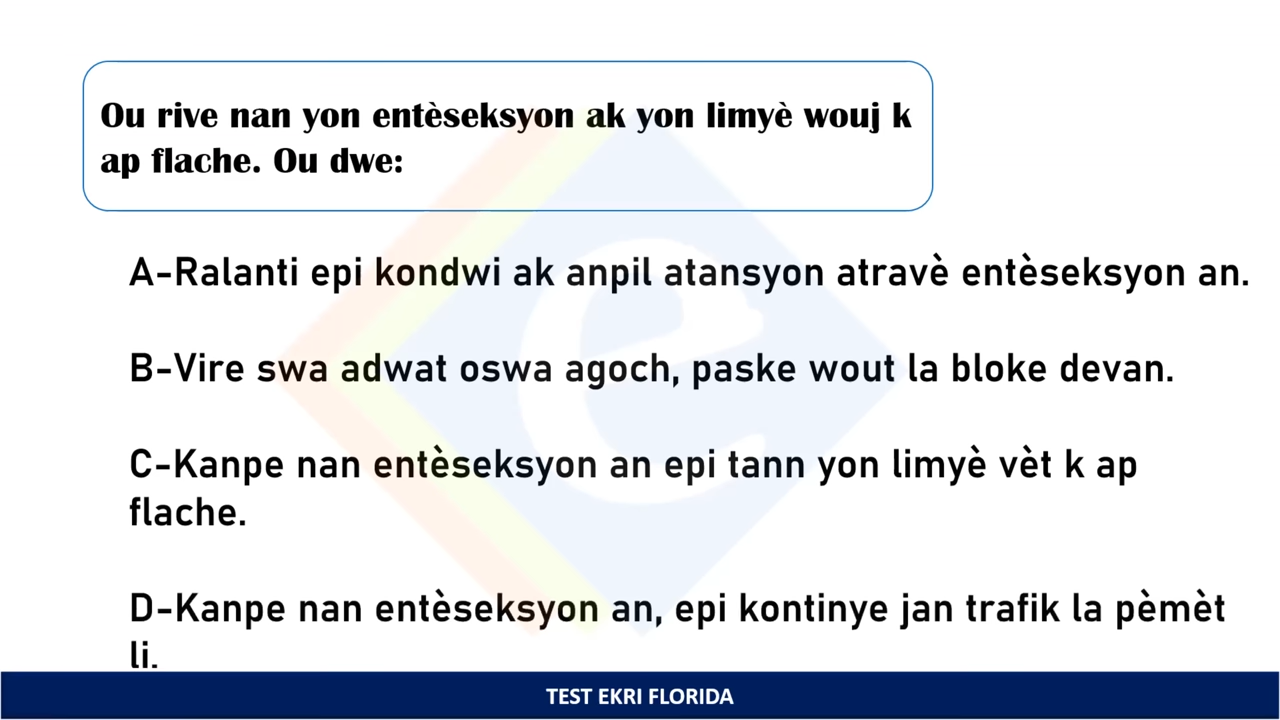 Ou rive nan yon entèseksyon ak yon limyè wouj k
ap flache. Ou dwe:
A-Ralanti epi kondwi ak anpil atansyon atravè entèseksyon an.
B-Vire swa adwat oswa agoch, paske wout la bloke devan.
C-Kanpe nan entèseksyon an epi tann yon limyè vèt k ap
flache.
D-Kanpe nan entèseksyon an, epi kontinye jan trafik la pèmèt
li.
TEST EKRI FLORIDA